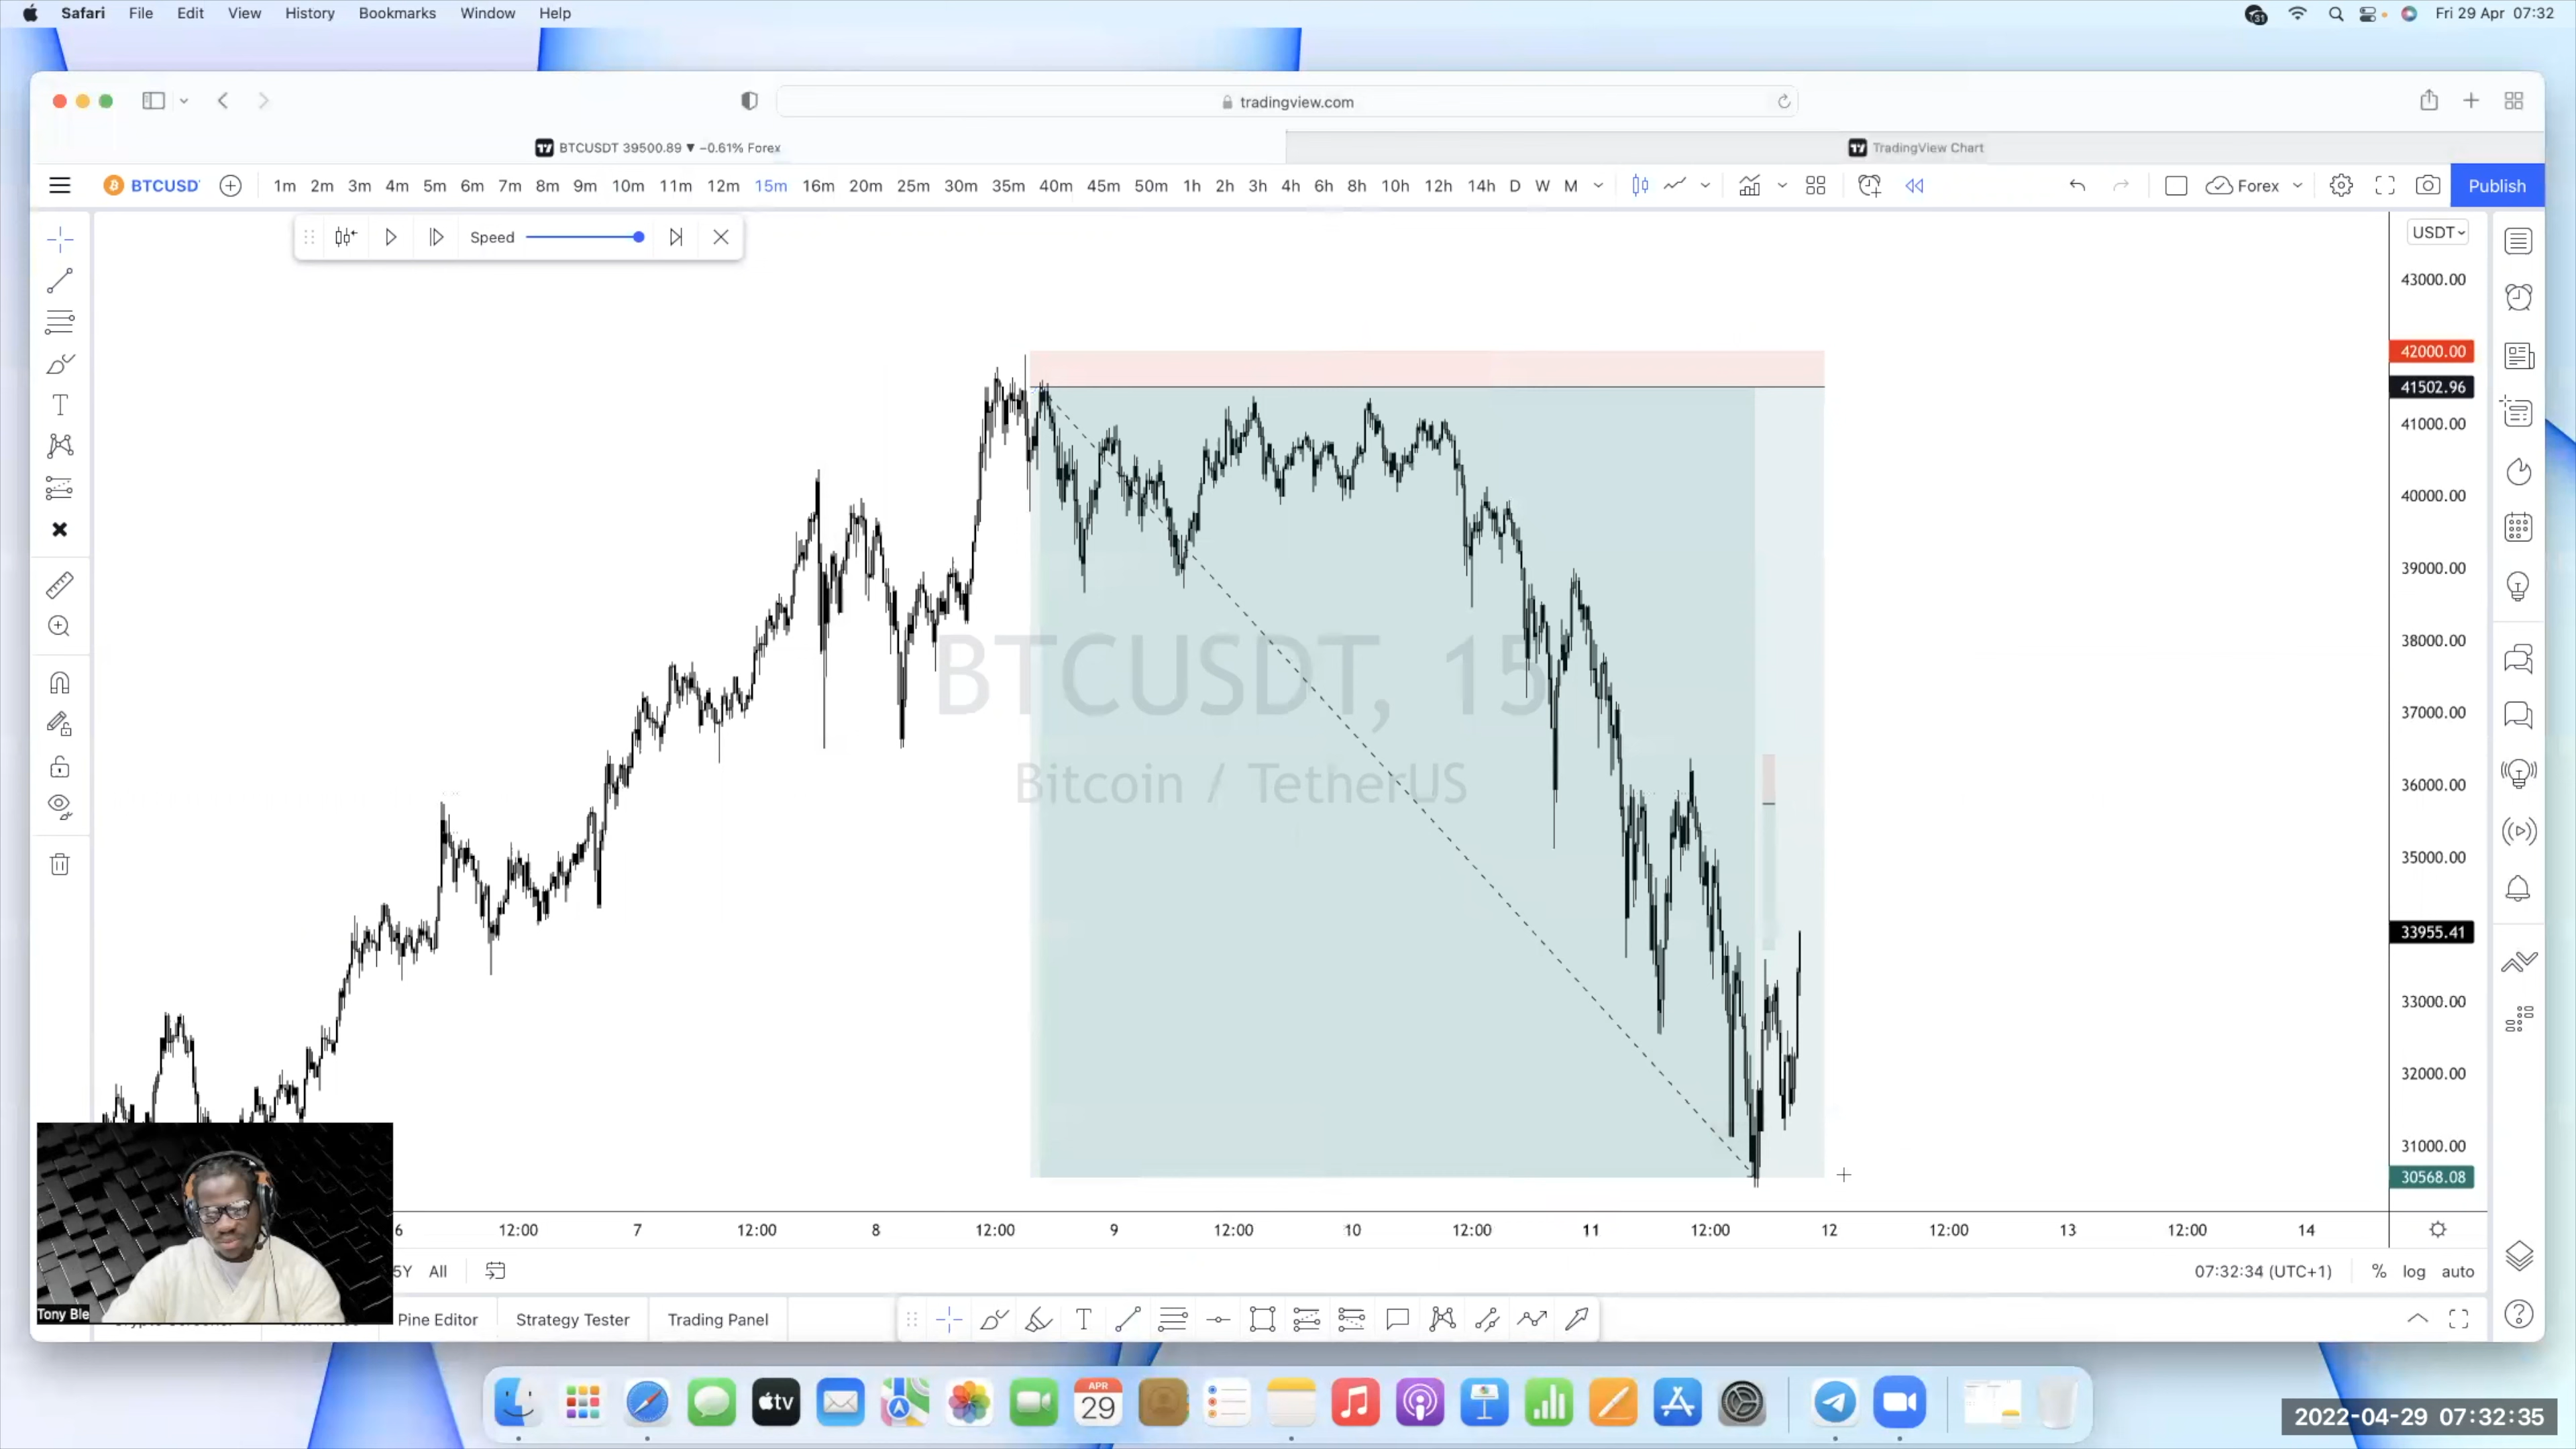 Safari File Edit View History Bookmarks Window Help
31
Fri 29 Apr 07:32
tradingview.com
BTCUSDT 39500.89 ▼ −0.61% Forex
TradingView Chart
BTCUSD
1m 2m 3m 4m 5m 6m 7m 8m 9m 10m 11m 12m 15m 16m 20m 25m 30m 35m 40m 45m 50m 1h 2h 3h 4h 6h 8h 10h 12h 14h D W M
Forex
Publish
Speed
USDT
43000.00
42000.00
41502.96
41000.00
40000.00
39000.00
38000.00
37000.00
36000.00
35000.00
33955.41
33000.00
32000.00
31000.00
30568.08
BTCUSDT, 15
Bitcoin / TetherUS
6 12:00 7 12:00 8 12:00 9 12:00 10 12:00 11 12:00 12 12:00 13 12:00 14
5Y All
07:32:34 (UTC+1)
% log auto
Tony Ble
Pine Editor
Strategy Tester
Trading Panel
tv
APR
29
2022-04-29 07:32:35